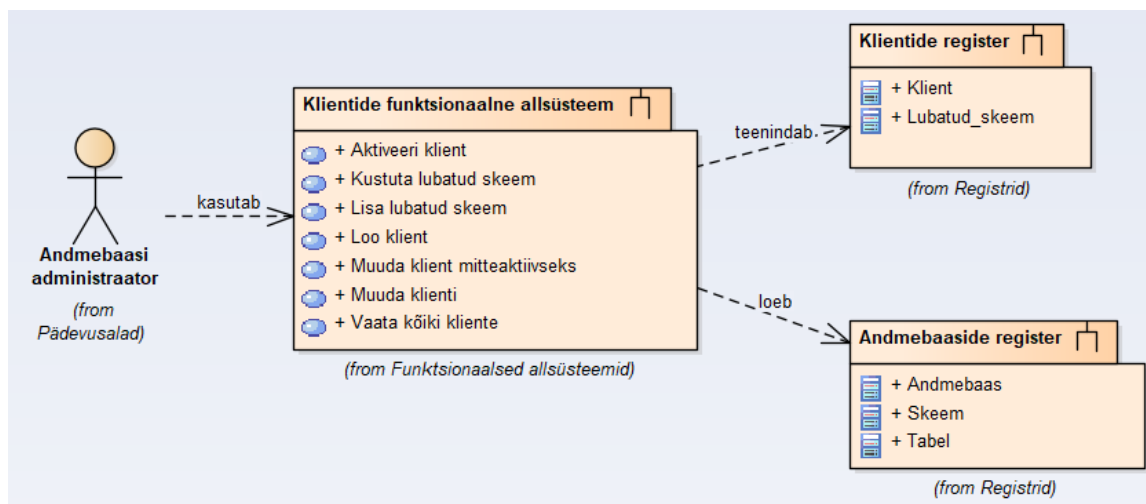 Andmebaasi
administraator
(from
Pädevusalad)
kasutab
Klientide funktsionaalne allsüsteem
+ Aktiveeri klient
+ Kustuta lubatud skeem
+ Lisa lubatud skeem
+ Loo klient
+ Muuda klient mitteaktiivseks
+ Muuda klienti
+ Vaata kõiki kliente
(from Funktsionaalsed allsüsteemid)
teenindab
Klientide register
+ Klient
+ Lubatud_skeem
(from Registrid)
loeb
Andmebaaside register
+ Andmebaas
+ Skeem
+ Tabel
(from Registrid)